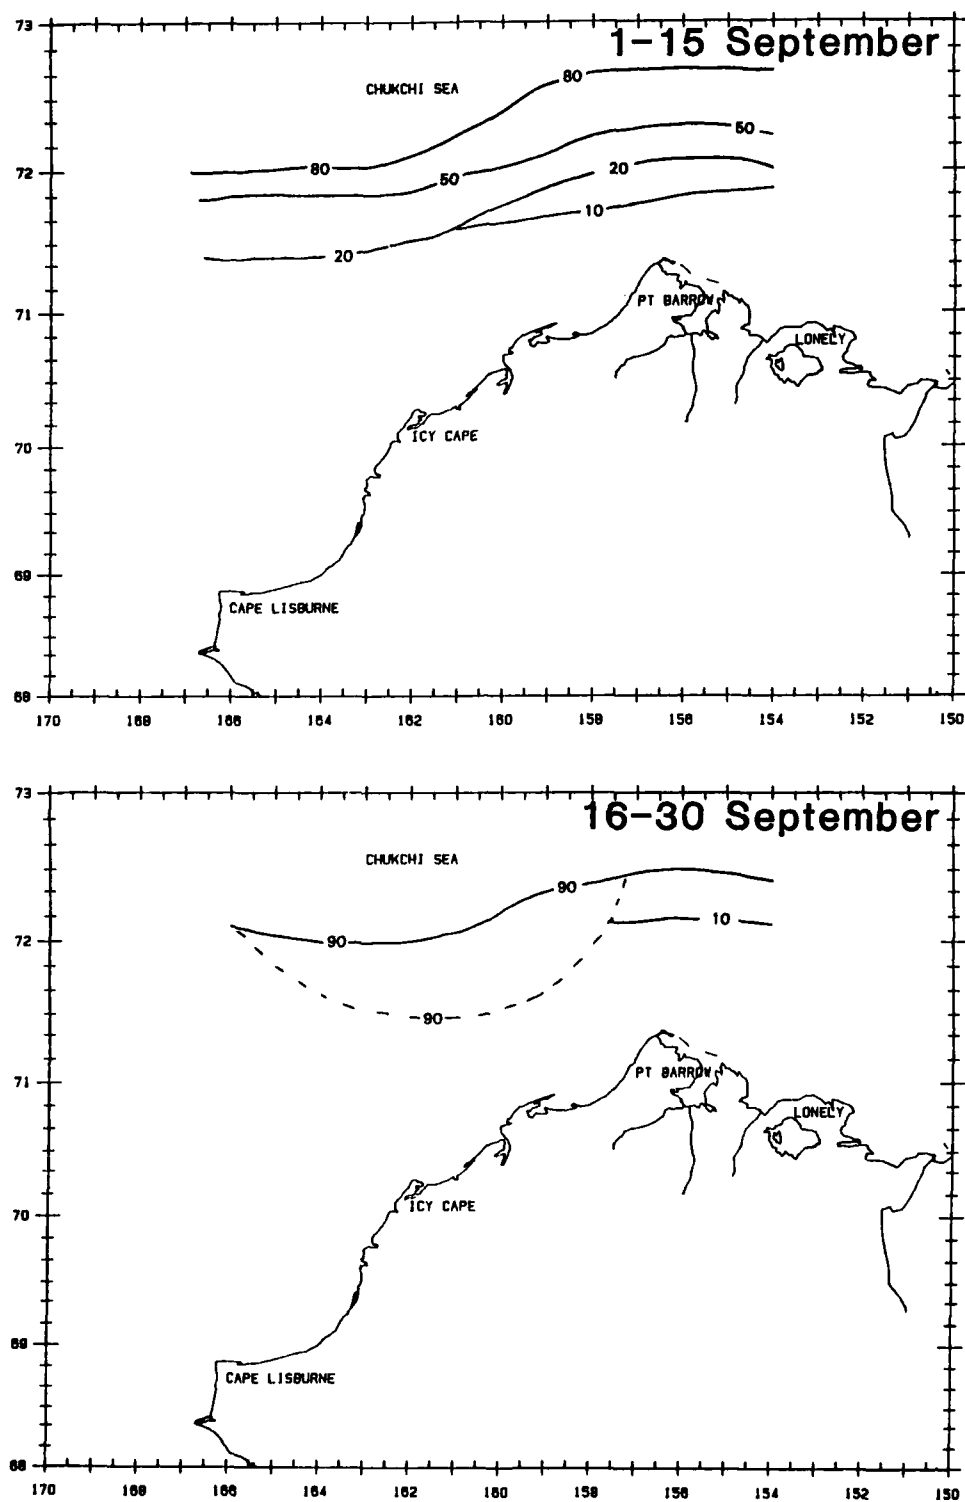 73
1-15 September
CHUKCHI SEA
80
80
50
50
20
10
20
72
71
70
69
68
PT BARROW
LONELY
ICY CAPE
CAPE LISBURNE
170 168 166 164 162 160 158 156 154 152 150
73
16-30 September
CHUKCHI SEA
90
90
10
90
72
71
70
69
68
PT BARROW
LONELY
ICY CAPE
CAPE LISBURNE
170 168 166 164 162 160 158 156 154 152 150